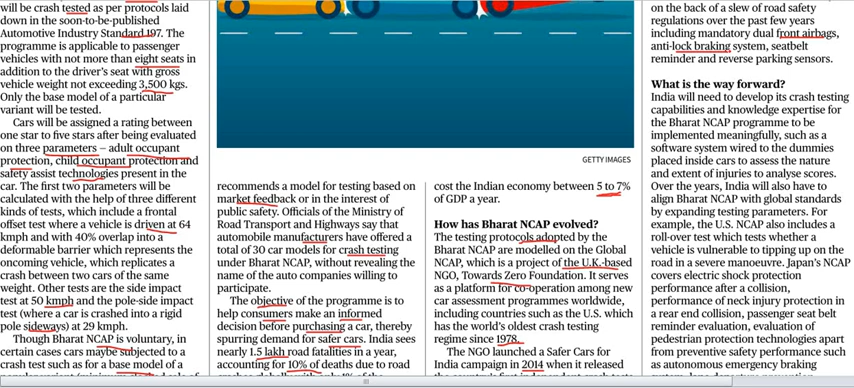 will be crash tested as per protocols laid
down in the soon-to-be-published
Automotive Industry Standard 197. The
programme is applicable to passenger
vehicles with not more than eight seats in
addition to the driver's seat with gross
vehicle weight not exceeding 3,500 kgs.
Only the base model of a particular
variant will be tested.
Cars will be assigned a rating between
one star to five stars after being evaluated
on three parameters – adult occupant
protection, child occupant protection and
safety assist technologies present in the
car. The first two parameters will be
calculated with the help of three different
kinds of tests, which include a frontal
offset test where a vehicle is driven at 64
kmph and with 40% overlap into a
deformable barrier which represents the
oncoming vehicle, which replicates a
crash between two cars of the same
weight. Other tests are the side impact
test at 50 kmph and the pole-side impact
test (where a car is crashed into a rigid
pole sideways) at 29 kmph.
Though Bharat NCAP is voluntary, in
certain cases cars maybe subjected to a
crash test such as for a base model of a
GETTY IMAGES
recommends a model for testing based on
market feedback or in the interest of
public safety. Officials of the Ministry of
Road Transport and Highways say that
automobile manufacturers have offered a
total of 30 car models for crash testing
under Bharat NCAP, without revealing the
name of the auto companies willing to
participate.
The objective of the programme is to
help consumers make an informed
decision before purchasing a car, thereby
spurring demand for safer cars. India sees
nearly 1.5 lakh road fatalities in a year,
accounting for 10% of deaths due to road
cost the Indian economy between 5 to 7%
of GDP a year.
How has Bharat NCAP evolved?
The testing protocols adopted by the
Bharat NCAP are modelled on the Global
NCAP, which is a project of the U.K.-based
NGO, Towards Zero Foundation. It serves
as a platform for co-operation among new
car assessment programmes worldwide,
including countries such as the U.S. which
has the world's oldest crash testing
regime since 1978.
The NGO launched a Safer Cars for
India campaign in 2014 when it released
on the back of a slew of road safety
regulations over the past few years
including mandatory dual front airbags,
anti-lock braking system, seatbelt
reminder and reverse parking sensors.
What is the way forward?
India will need to develop its crash testing
capabilities and knowledge expertise for
the Bharat NCAP programme to be
implemented meaningfully, such as a
software system wired to the dummies
placed inside cars to assess the nature
and extent of injuries to analyse scores.
Over the years, India will also have to
align Bharat NCAP with global standards
by expanding testing parameters. For
example, the U.S. NCAP also includes a
roll-over test which tests whether a
vehicle is vulnerable to tipping up on the
road in a severe manoeuvre. Japan's NCAP
covers electric shock protection
performance after a collision,
performance of neck injury protection in
a rear end collision, passenger seat belt
reminder evaluation, evaluation of
pedestrian protection technologies apart
from preventive safety performance such
as autonomous emergency braking